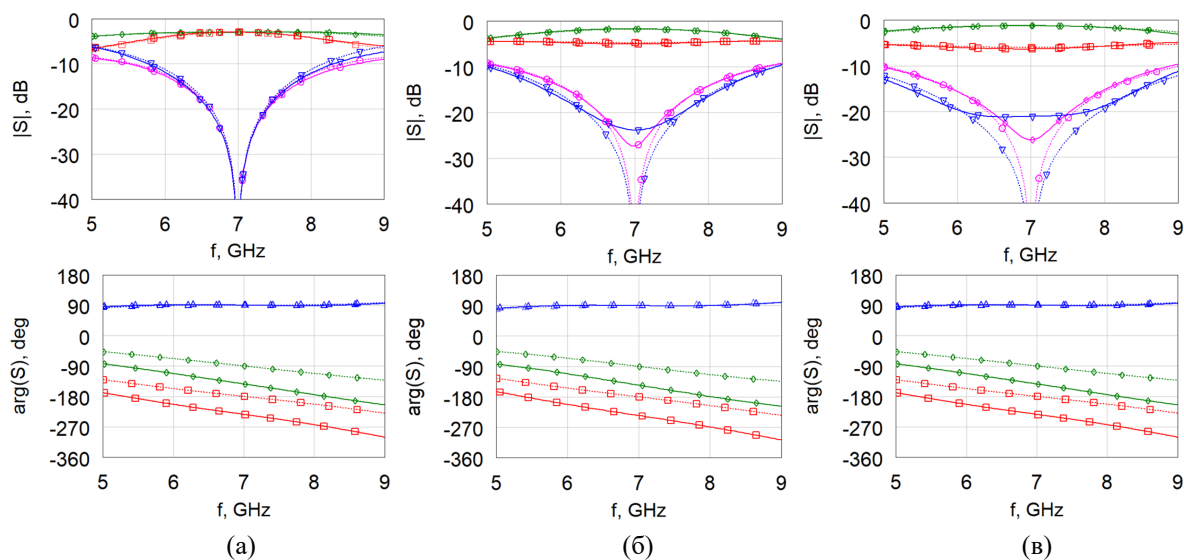 0
-10
-20
-30
-40
|S|, dB
5 6 7 8 9
f, GHz
0
-10
-20
-30
-40
|S|, dB
5 6 7 8 9
f, GHz
0
-10
-20
-30
-40
|S|, dB
5 6 7 8 9
f, GHz
180
90
0
-90
-180
-270
-360
arg(S), deg
5 6 7 8 9
f, GHz
180
90
0
-90
-180
-270
-360
arg(S), deg
5 6 7 8 9
f, GHz
180
90
0
-90
-180
-270
-360
arg(S), deg
5 6 7 8 9
f, GHz
(а) (б) (в)